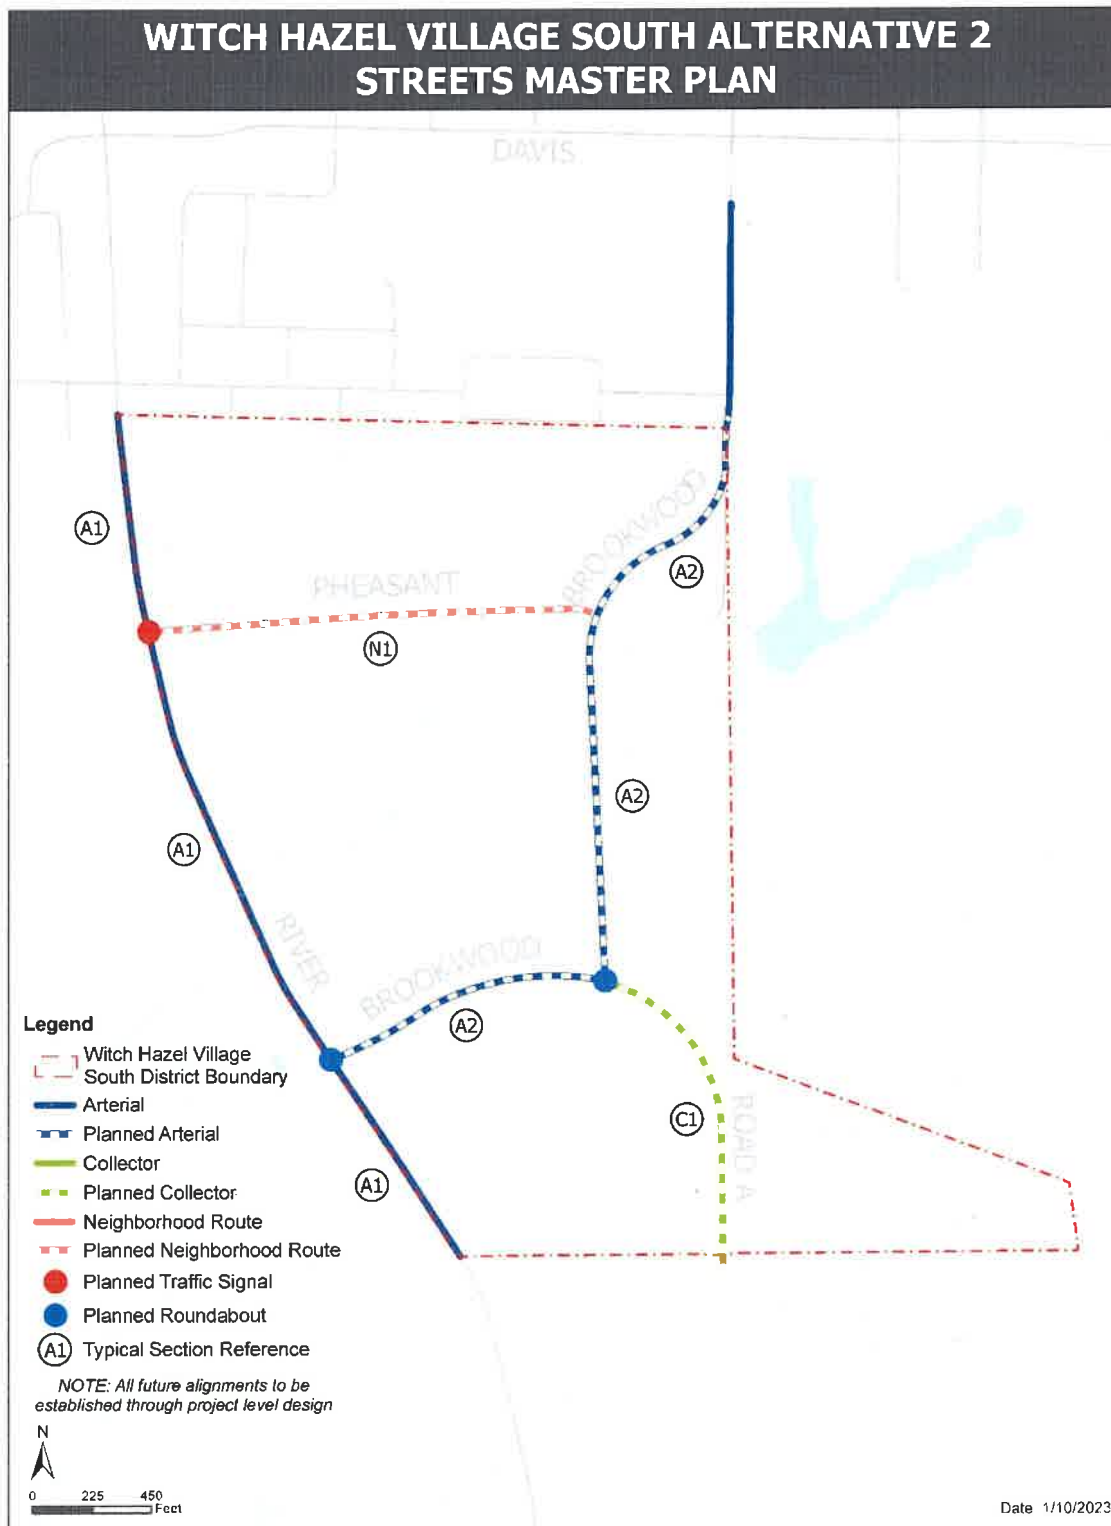 WITCH HAZEL VILLAGE SOUTH ALTERNATIVE 2
STREETS MASTER PLAN
DAVIS
BROOKWOOD
A1
A2
PHEASANT
N1
A2
A1
RIVER
BROOKWOOD
A2
C1
ROAD A
A1
Legend
Witch Hazel Village
South District Boundary
Arterial
Planned Arterial
Collector
Planned Collector
Neighborhood Route
Planned Neighborhood Route
Planned Traffic Signal
Planned Roundabout
A1 Typical Section Reference
NOTE: All future alignments to be
established through project level design
N
0 225 450
Feet
Date 1/10/2023